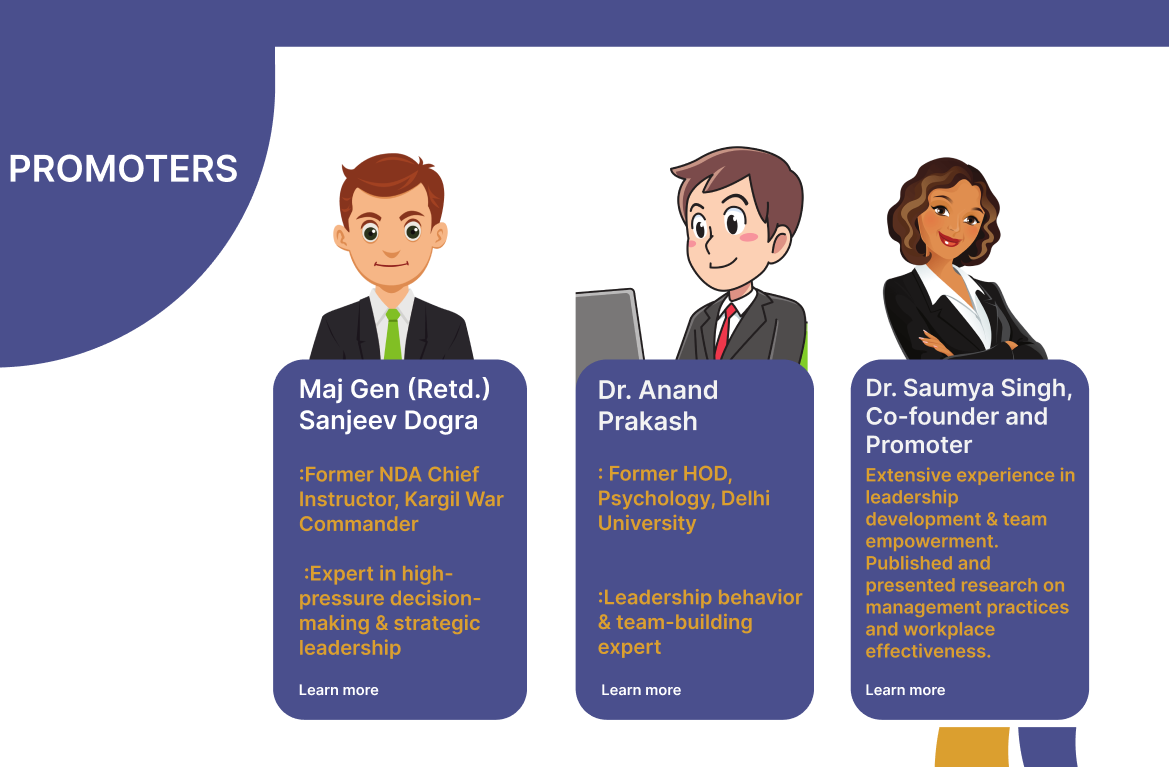 PROMOTERS
Maj Gen (Retd.)
Sanjeev Dogra
:Former NDA Chief
Instructor, Kargil War
Commander
:Expert in high-
pressure decision-
making & strategic
leadership
Learn more
Dr. Anand
Prakash
: Former HOD,
Psychology, Delhi
University
:Leadership behavior
& team-building
expert
Learn more
Dr. Saumya Singh,
Co-founder and
Promoter
Extensive experience in
leadership
development & team
empowerment.
Published and
presented research on
management practices
and workplace
effectiveness.
Learn more